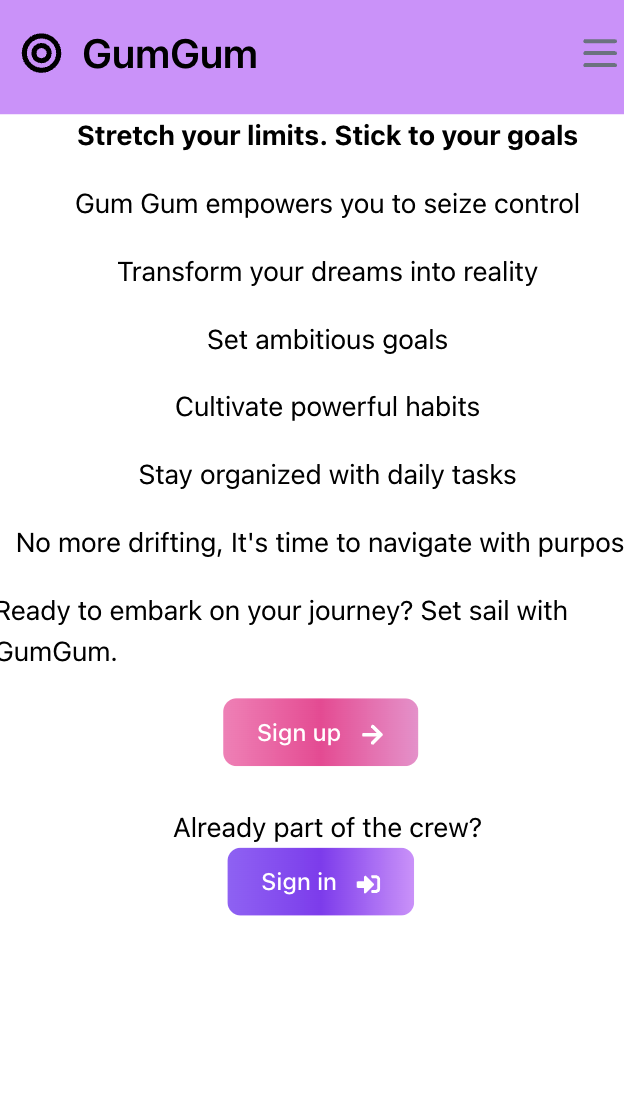 GumGum
Stretch your limits. Stick to your goals
Gum Gum empowers you to seize control
Transform your dreams into reality
Set ambitious goals
Cultivate powerful habits
Stay organized with daily tasks
No more drifting, It's time to navigate with purpos
Ready to embark on your journey? Set sail with
GumGum.
Sign up
Already part of the crew?
Sign in